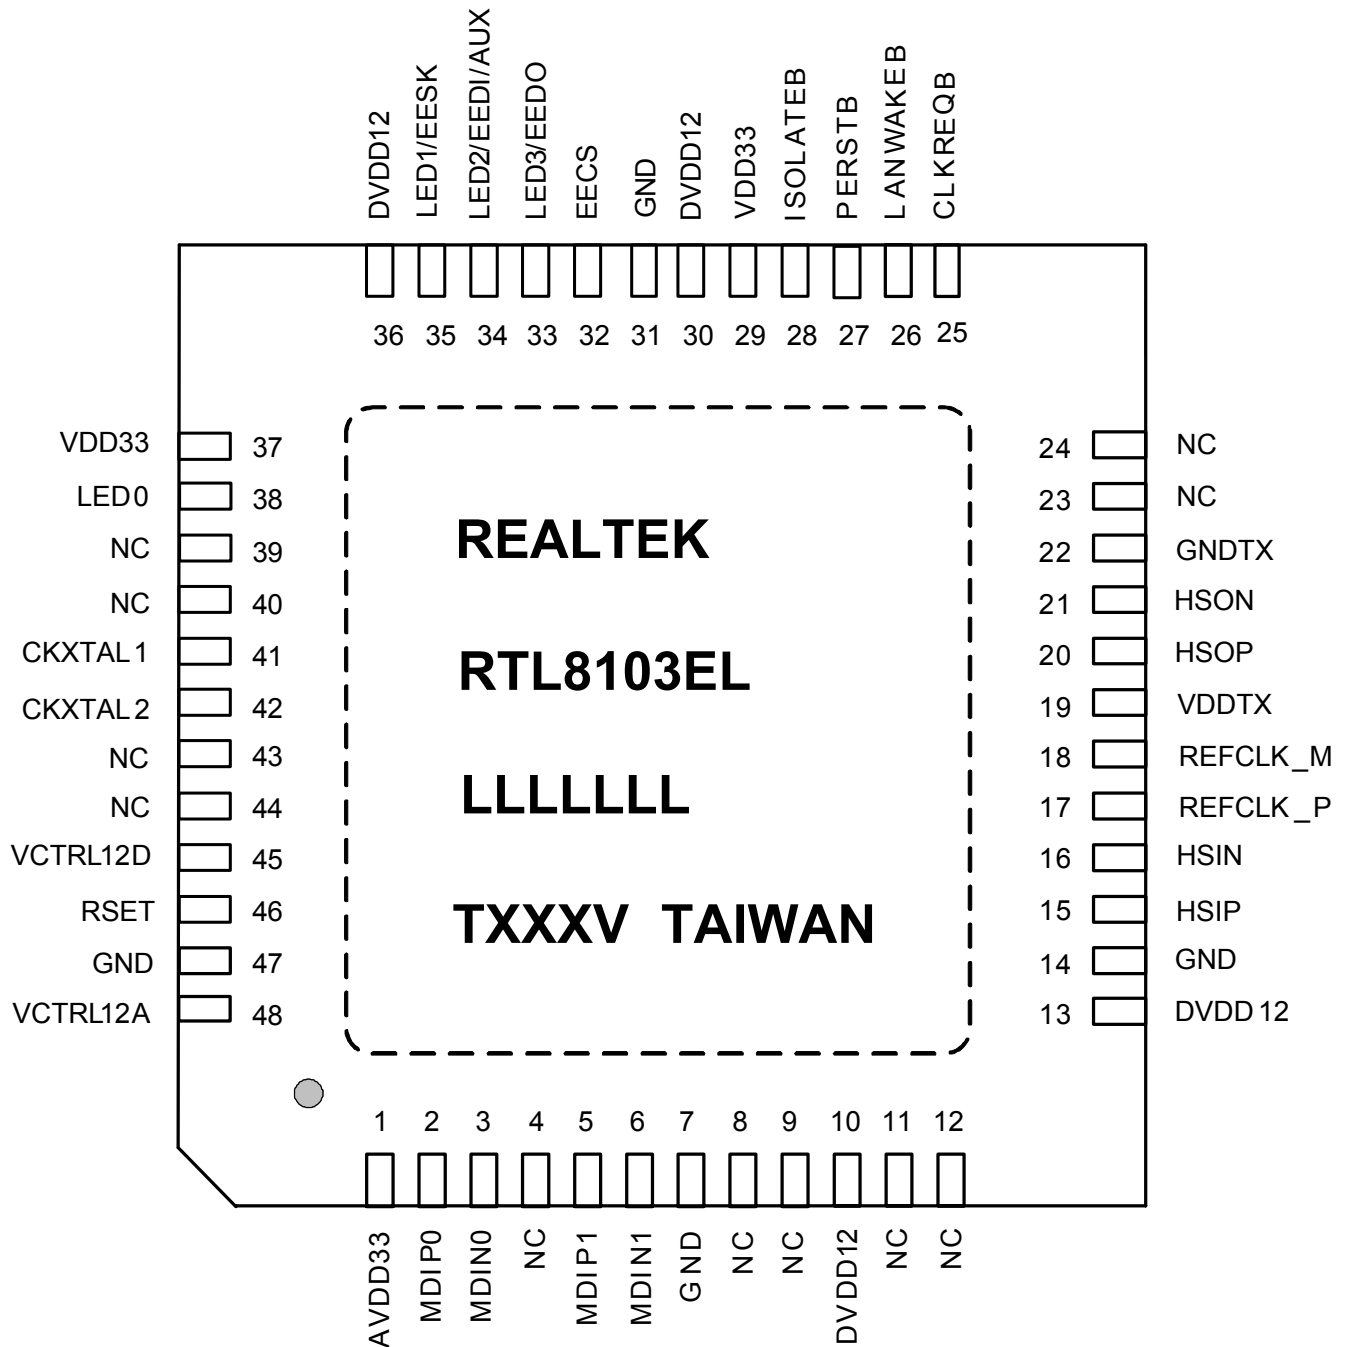 DVDD12
LED1/EESK
LED2/EEDI/AUX
LED3/EEDO
EECS
GND
DVDD12
VDD33
ISOLATEB
PERSTB
LANWAKEB
CLKREQB
36 35 34 33 32 31 30 29 28 27 26 25
VDD33 37
LED0 38
NC 39
NC 40
CKXTAL1 41
CKXTAL2 42
NC 43
NC 44
VCTRL12D 45
RSET 46
GND 47
VCTRL12A 48
REALTEK
RTL8103EL
LLLLLLL
TXXXV TAIWAN
24 NC
23 NC
22 GNDTX
21 HSON
20 HSOP
19 VDDTX
18 REFCLK_M
17 REFCLK_P
16 HSIN
15 HSIP
14 GND
13 DVDD12
1 2 3 4 5 6 7 8 9 10 11 12
AVDD33
MDIP0
MDIN0
NC
MDIP1
MDIN1
GND
NC
NC
DVDD12
NC
NC